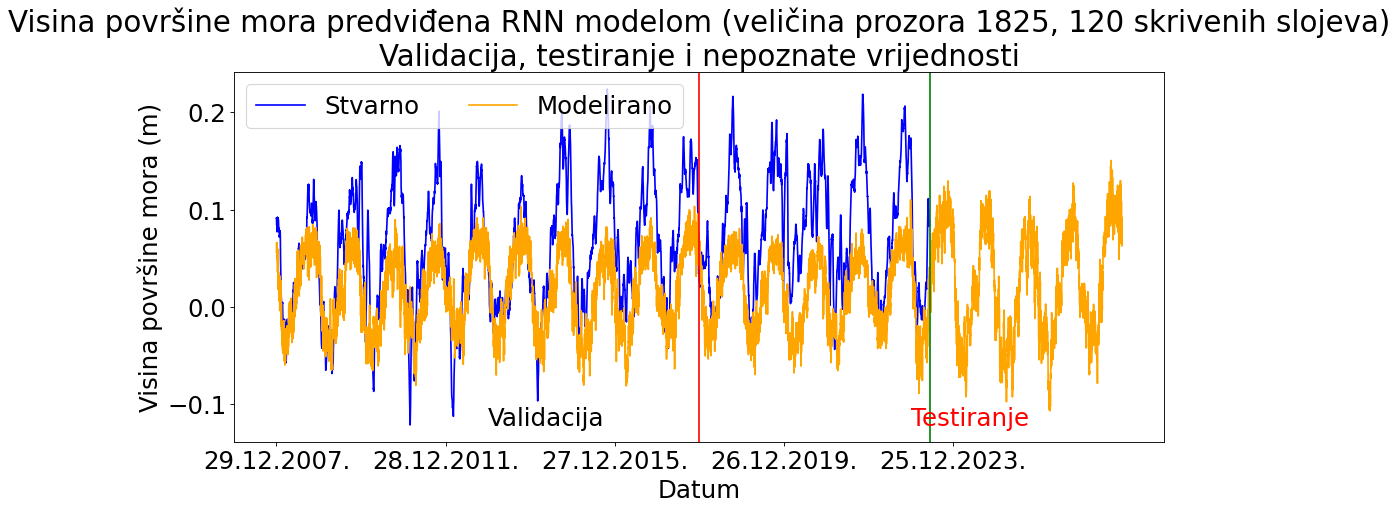 Visina površine mora predviđena RNN modelom (veličina prozora 1825, 120 skrivenih slojeva)
Validacija, testiranje i nepoznate vrijednosti
Stvarno Modelirano
Visina površine mora (m)
0.2
0.1
0.0
−0.1
Validacija Testiranje
29.12.2007. 28.12.2011. 27.12.2015. 26.12.2019. 25.12.2023.
Datum